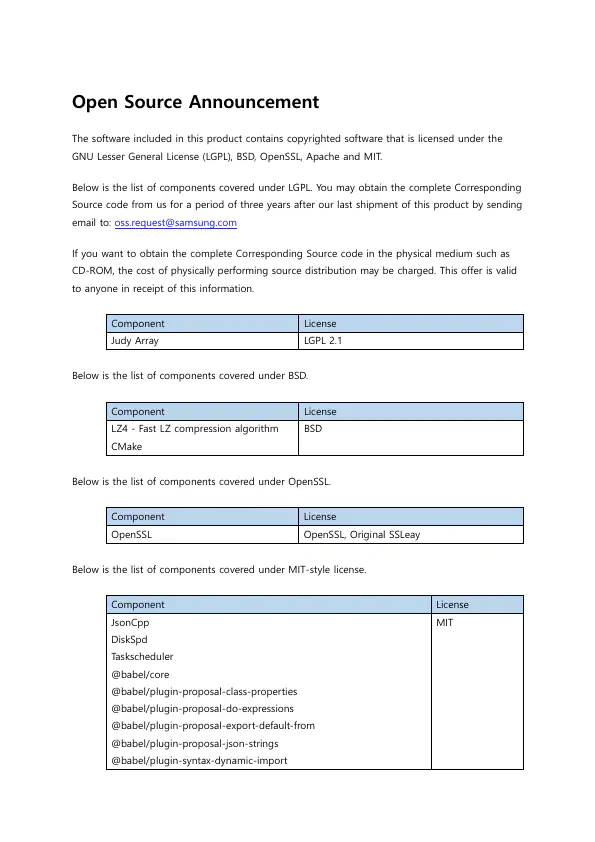 Open Source Announcement
The software included in this product contains copyrighted software that is licensed under the
GNU Lesser General License (LGPL), BSD, OpenSSL, Apache and MIT.
Below is the list of components covered under LGPL. You may obtain the complete Corresponding
Source code from us for a period of three years after our last shipment of this product by sending
email to: oss.request@samsung.com
If you want to obtain the complete Corresponding Source code in the physical medium such as
CD-ROM, the cost of physically performing source distribution may be charged. This offer is valid
to anyone in receipt of this information.
Component License
Judy Array LGPL 2.1
Below is the list of components covered under BSD.
Component License
LZ4 - Fast LZ compression algorithm BSD
CMake
Below is the list of components covered under OpenSSL.
Component License
OpenSSL OpenSSL, Original SSLeay
Below is the list of components covered under MIT-style license.
Component License
JsonCpp MIT
DiskSpd
Taskscheduler
@babel/core
@babel/plugin-proposal-class-properties
@babel/plugin-proposal-do-expressions
@babel/plugin-proposal-export-default-from
@babel/plugin-proposal-json-strings
@babel/plugin-syntax-dynamic-import